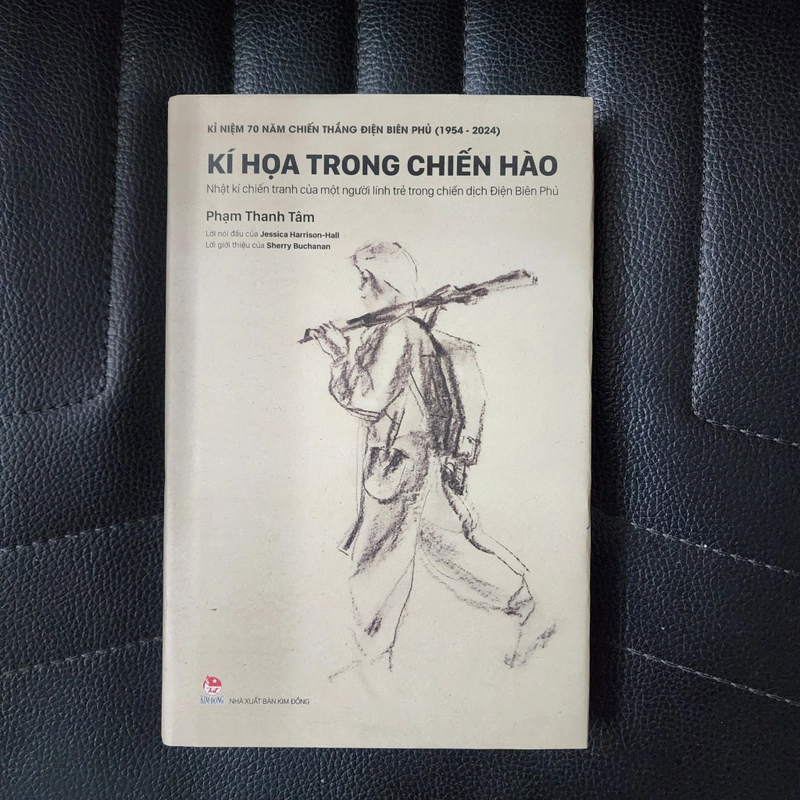 KỈ NIỆM 70 NĂM CHIẾN THẮNG ĐIỆN BIÊN PHỦ (1954 - 2024)
KÍ HỌA TRONG CHIẾN HÀO
Nhật kí chiến tranh của một người lính trẻ trong chiến dịch Điện Biên Phủ
Phạm Thanh Tâm
Lời nói đầu của Jessica Harrison-Hall
Lời giới thiệu của Sherry Buchanan
KIM ĐỒNG
NHÀ XUẤT BẢN KIM ĐỒNG